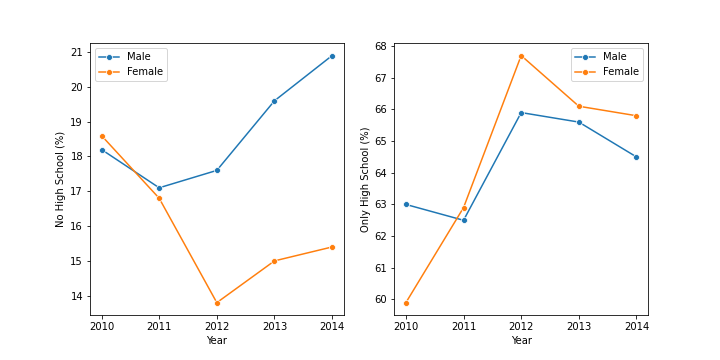 No High School (%)
21
20
19
18
17
16
15
14
Male
Female
2010 2011 2012 2013 2014
Year
Only High School (%)
68
67
66
65
64
63
62
61
60
Male
Female
2010 2011 2012 2013 2014
Year